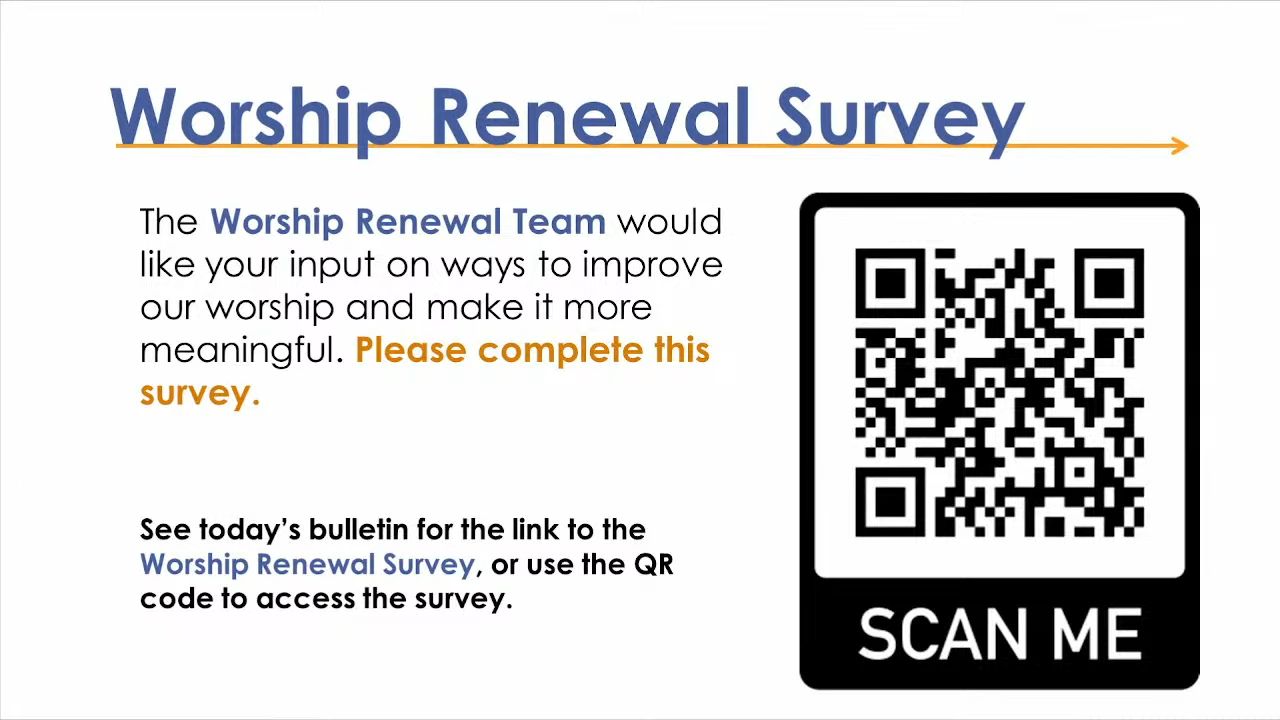 Worship Renewal Survey
The Worship Renewal Team would
like your input on ways to improve
our worship and make it more
meaningful. Please complete this
survey.
See today’s bulletin for the link to the
Worship Renewal Survey, or use the QR
code to access the survey.
SCAN ME